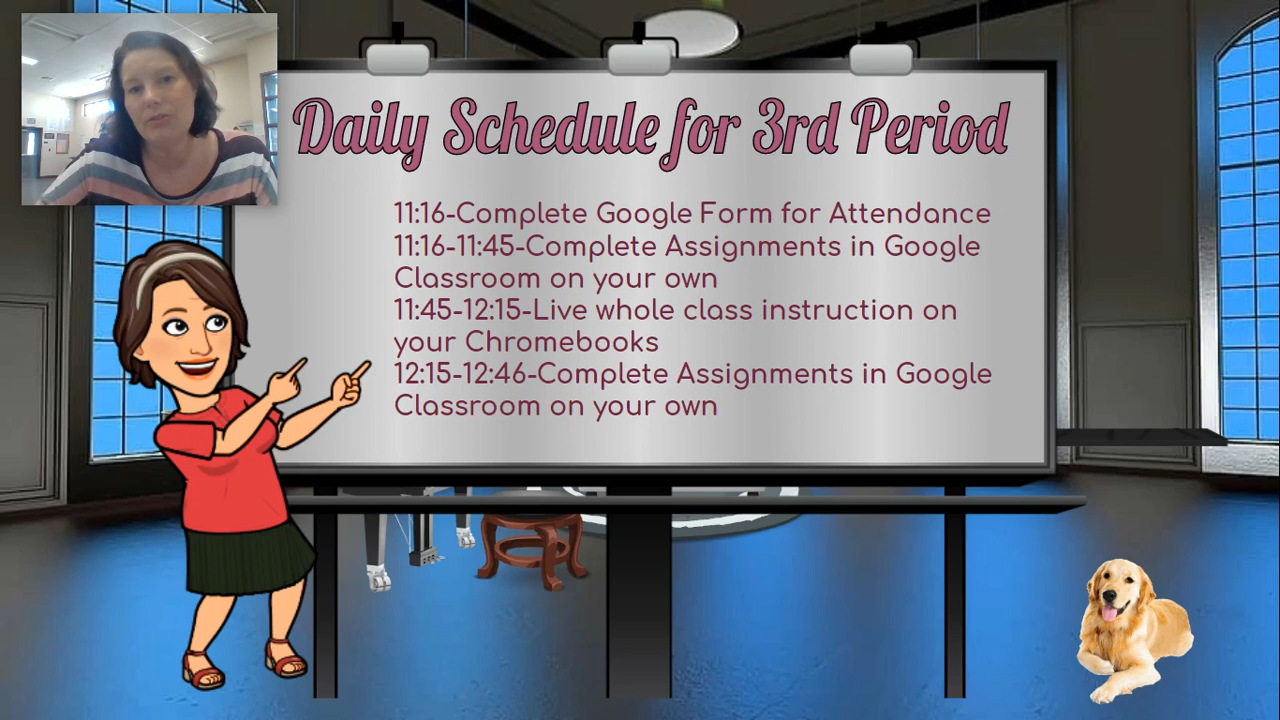 Daily Schedule for 3rd Period
11:16-Complete Google Form for Attendance
11:16-11:45-Complete Assignments in Google
Classroom on your own
11:45-12:15-Live whole class instruction on
your Chromebooks
12:15-12:46-Complete Assignments in Google
Classroom on your own